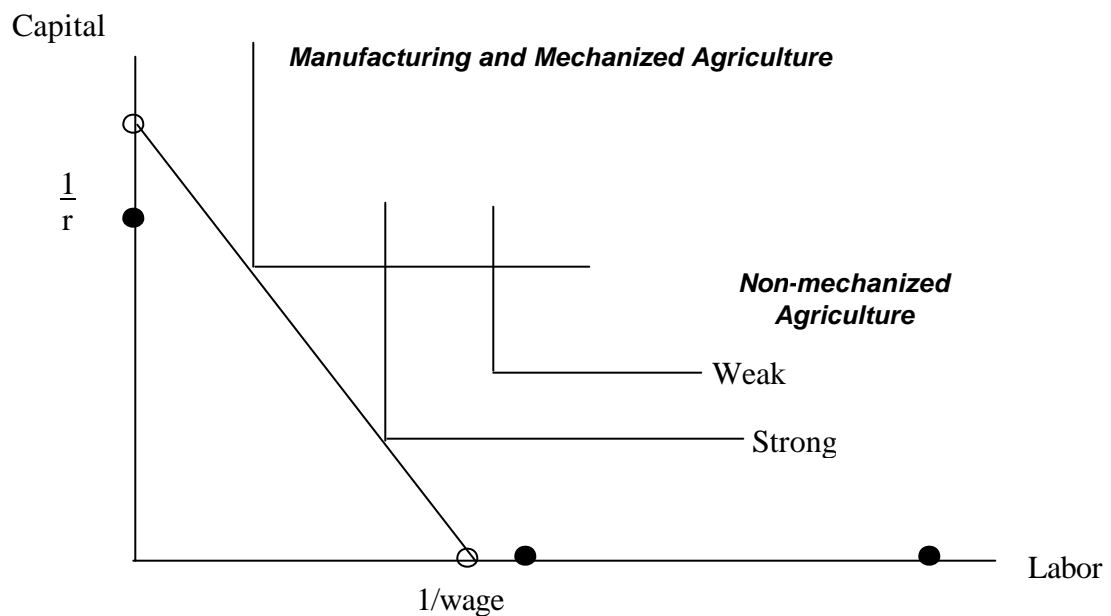 Capital
Manufacturing and Mechanized Agriculture
1
r
Non-mechanized
Agriculture
Weak
Strong
Labor
1/wage